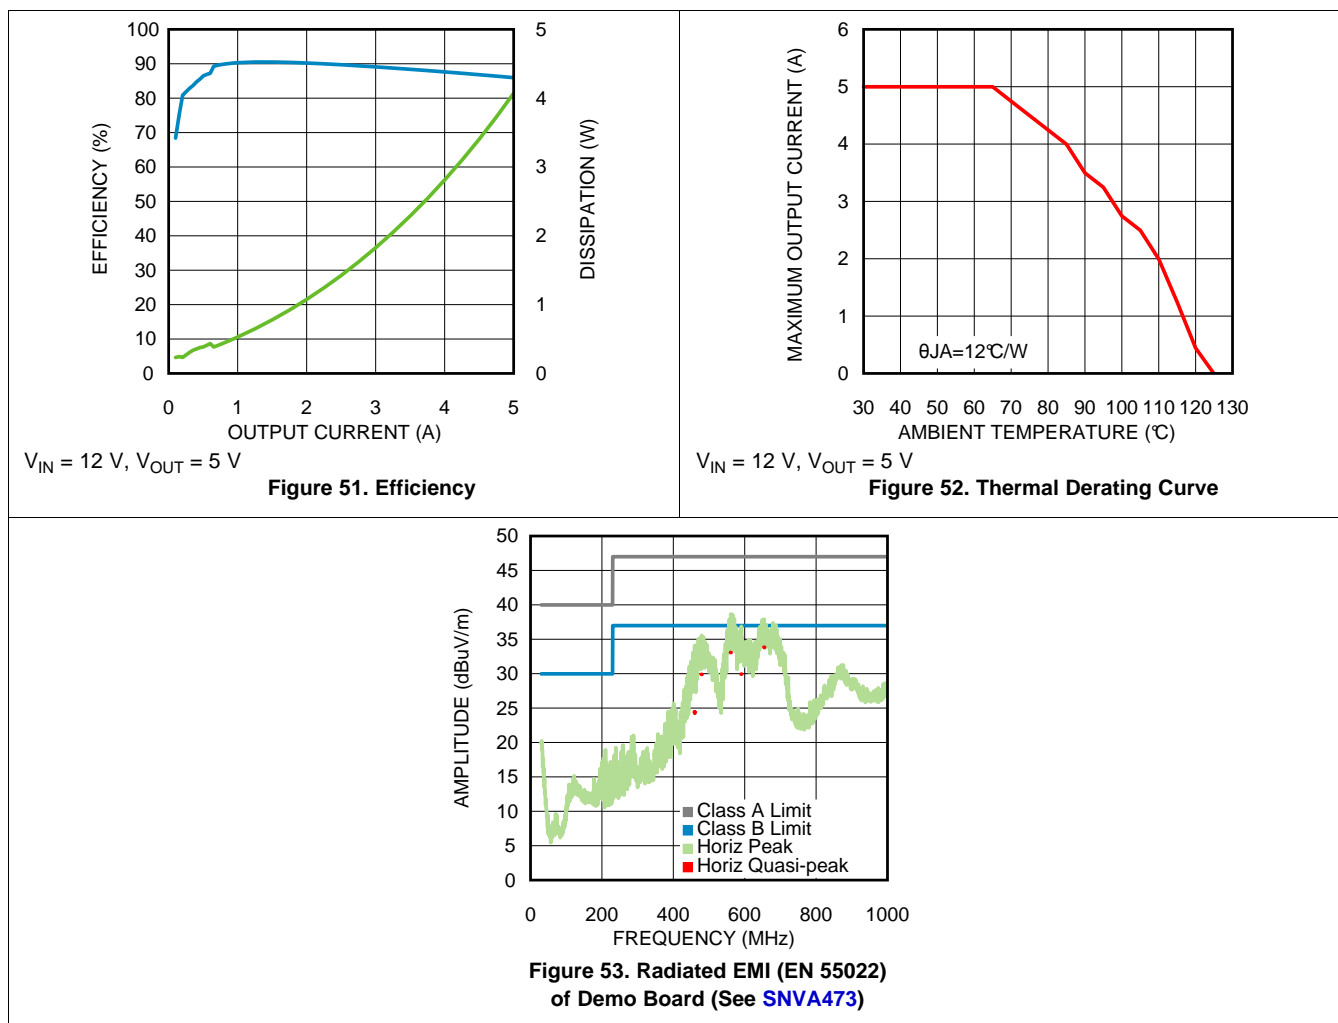 100
90
80
70
60
50
40
30
20
10
0
EFFICIENCY (%)
5
4
3
2
1
0
DISSIPATION (W)
0 1 2 3 4 5
OUTPUT CURRENT (A)
VIN = 12 V, VOUT = 5 V
Figure 51. Efficiency
6
5
4
3
2
1
0
MAXIMUM OUTPUT CURRENT (A)
θJA=12°C/W
30 40 50 60 70 80 90 100 110 120 130
AMBIENT TEMPERATURE (°C)
VIN = 12 V, VOUT = 5 V
Figure 52. Thermal Derating Curve
50
45
40
35
30
25
20
15
10
5
0
AMPLITUDE (dBuV/m)
Class A Limit
Class B Limit
Horiz Peak
Horiz Quasi-peak
0 200 400 600 800 1000
FREQUENCY (MHz)
Figure 53. Radiated EMI (EN 55022)
of Demo Board (See SNVA473)